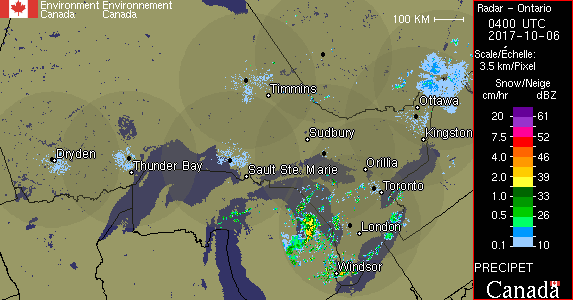 Environment Environnement
Canada Canada
100 KM
Timmins
Ottawa
Sudbury
Kingston
Dryden
Thunder Bay
Sault Ste. Marie
Orillia
Toronto
London
Windsor
Radar - Ontario
0400 UTC
2017-10-06
Scale/Échelle:
3.5 km/Pixel
Snow/Neige
cm/hr dBZ
20 61
7.5 52
4.0 46
2.0 39
1.0 33
0.5 26
0.1 10
PRECIPET
Canada